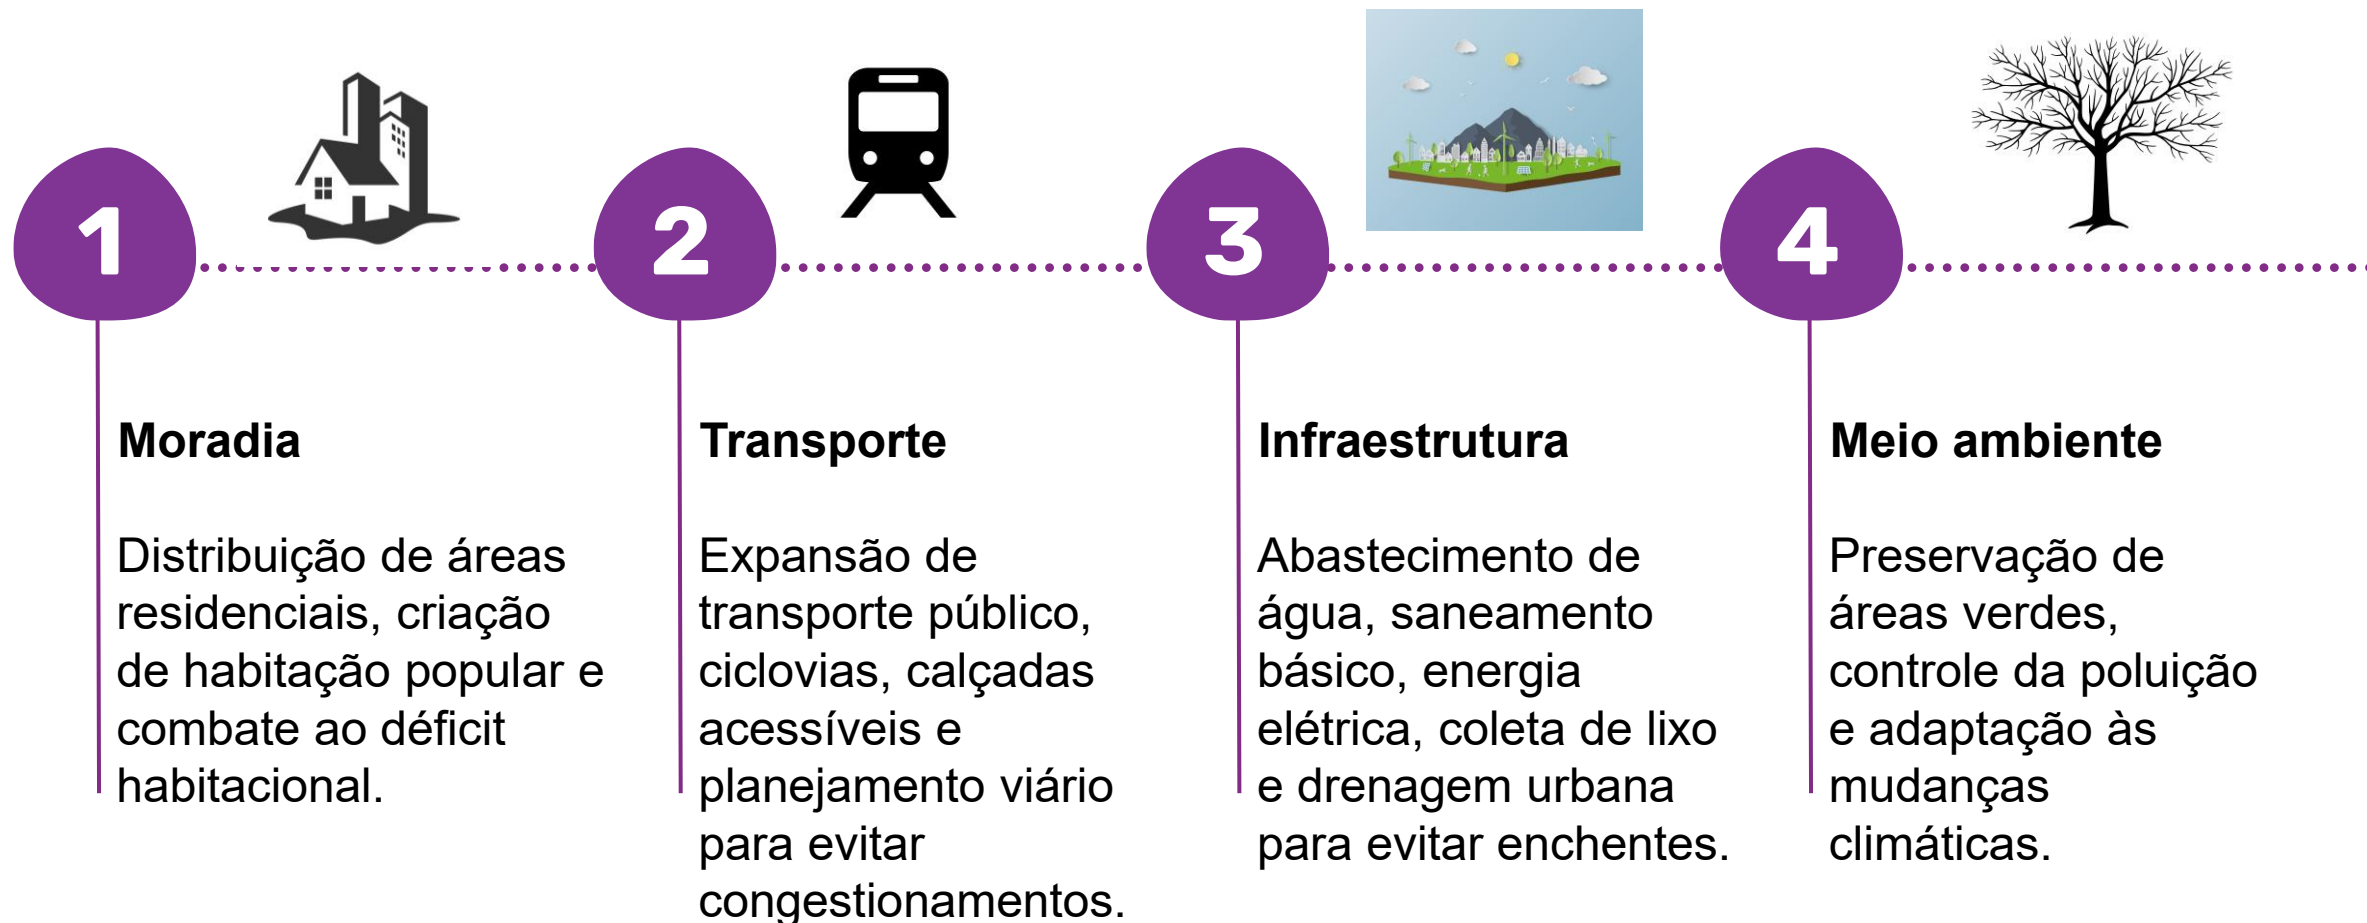 1
Moradia
Distribuição de áreas
residenciais, criação
de habitação popular e
combate ao déficit
habitacional.
2
Transporte
Expansão de
transporte público,
ciclovias, calçadas
acessíveis e
planejamento viário
para evitar
congestionamentos.
3
Infraestrutura
Abastecimento de
água, saneamento
básico, energia
elétrica, coleta de lixo
e drenagem urbana
para evitar enchentes.
4
Meio ambiente
Preservação de
áreas verdes,
controle da poluição
e adaptação às
mudanças
climáticas.